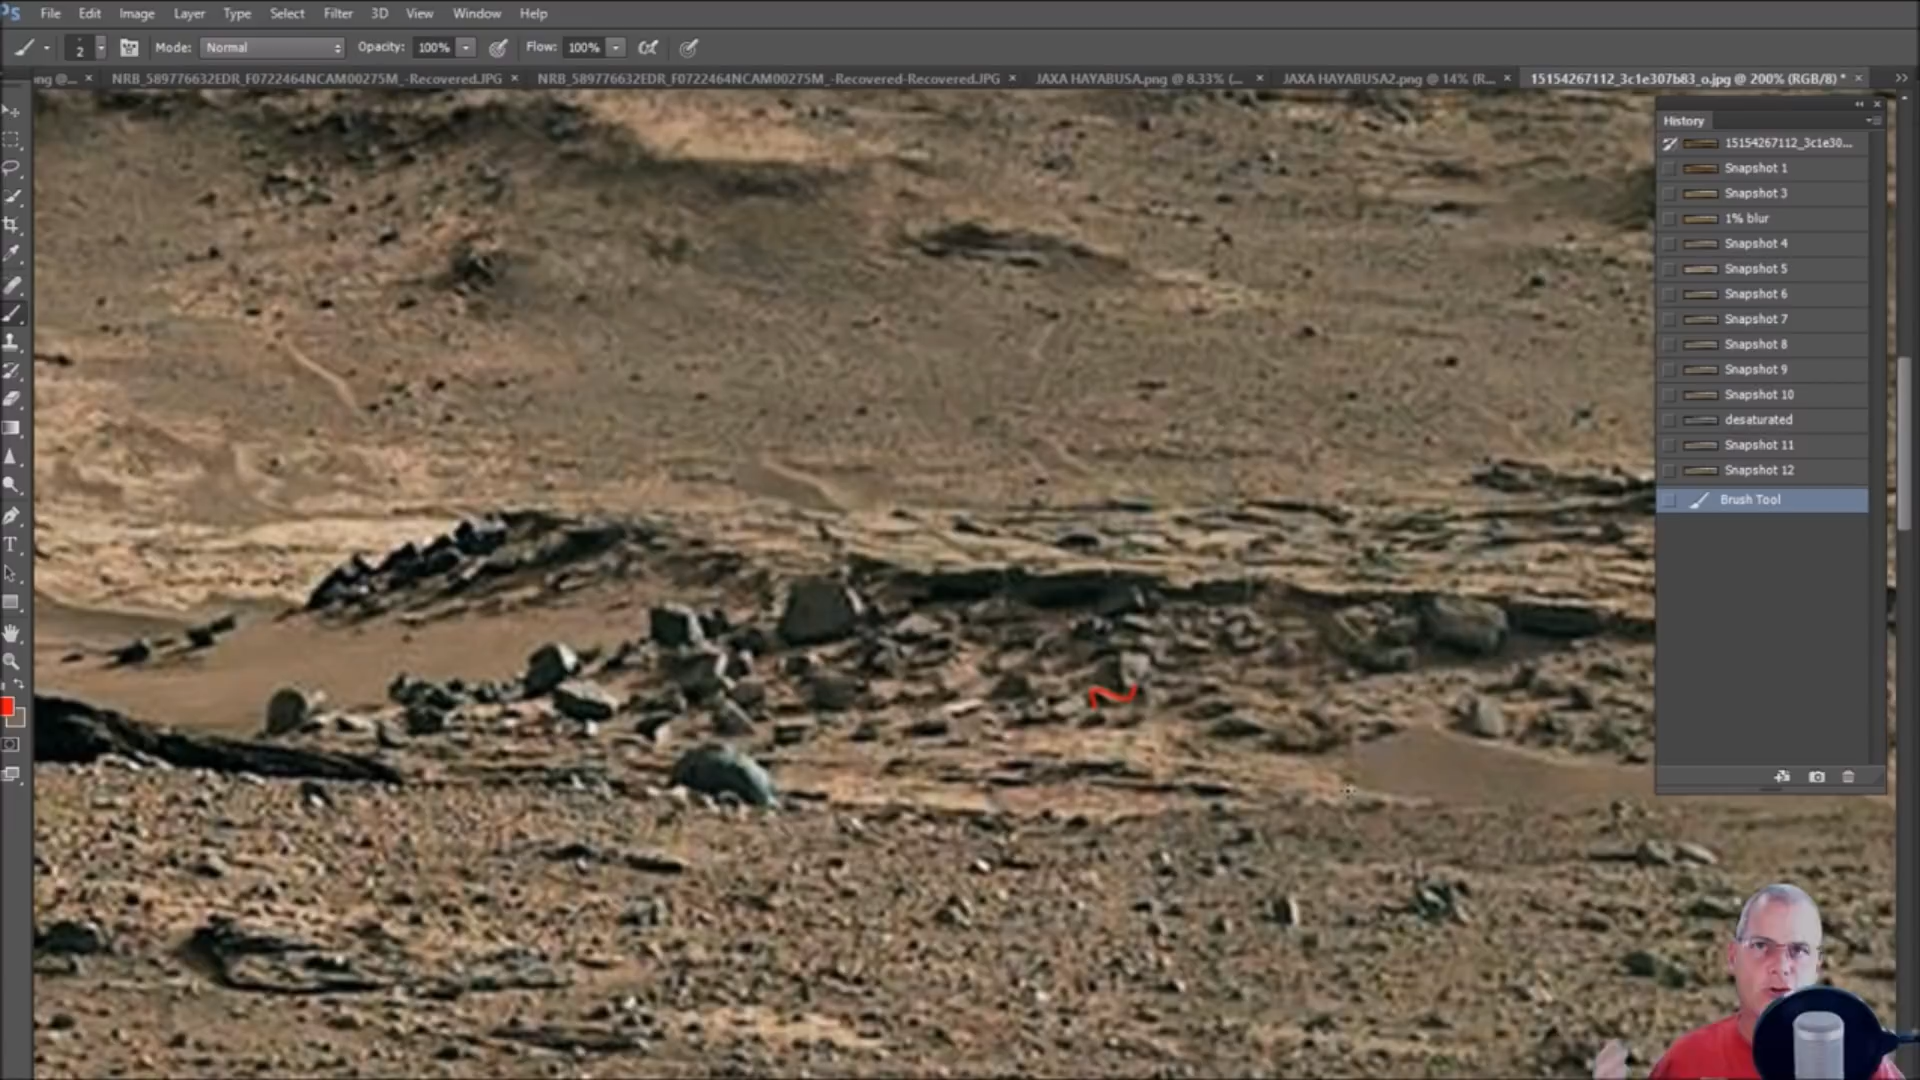 Ps File Edit Image Layer Type Select Filter 3D View Window Help
2 Mode: Normal Opacity: 100% Flow: 100%
ng @... × NRB_589776632EDR_F0722464NCAM00275M_-Recovered.JPG × NRB_589776632EDR_F0722464NCAM00275M_-Recovered-Recovered.JPG × JAXA HAYABUSA.png @ 8.33% (... × JAXA HAYABUSA2.png @ 14% (R... × 15154267112_3c1e307b83_o.jpg @ 200% (RGB/8) * ×
History
15154267112_3c1e30...
Snapshot 1
Snapshot 3
1% blur
Snapshot 4
Snapshot 5
Snapshot 6
Snapshot 7
Snapshot 8
Snapshot 9
Snapshot 10
desaturated
Snapshot 11
Snapshot 12
Brush Tool
T